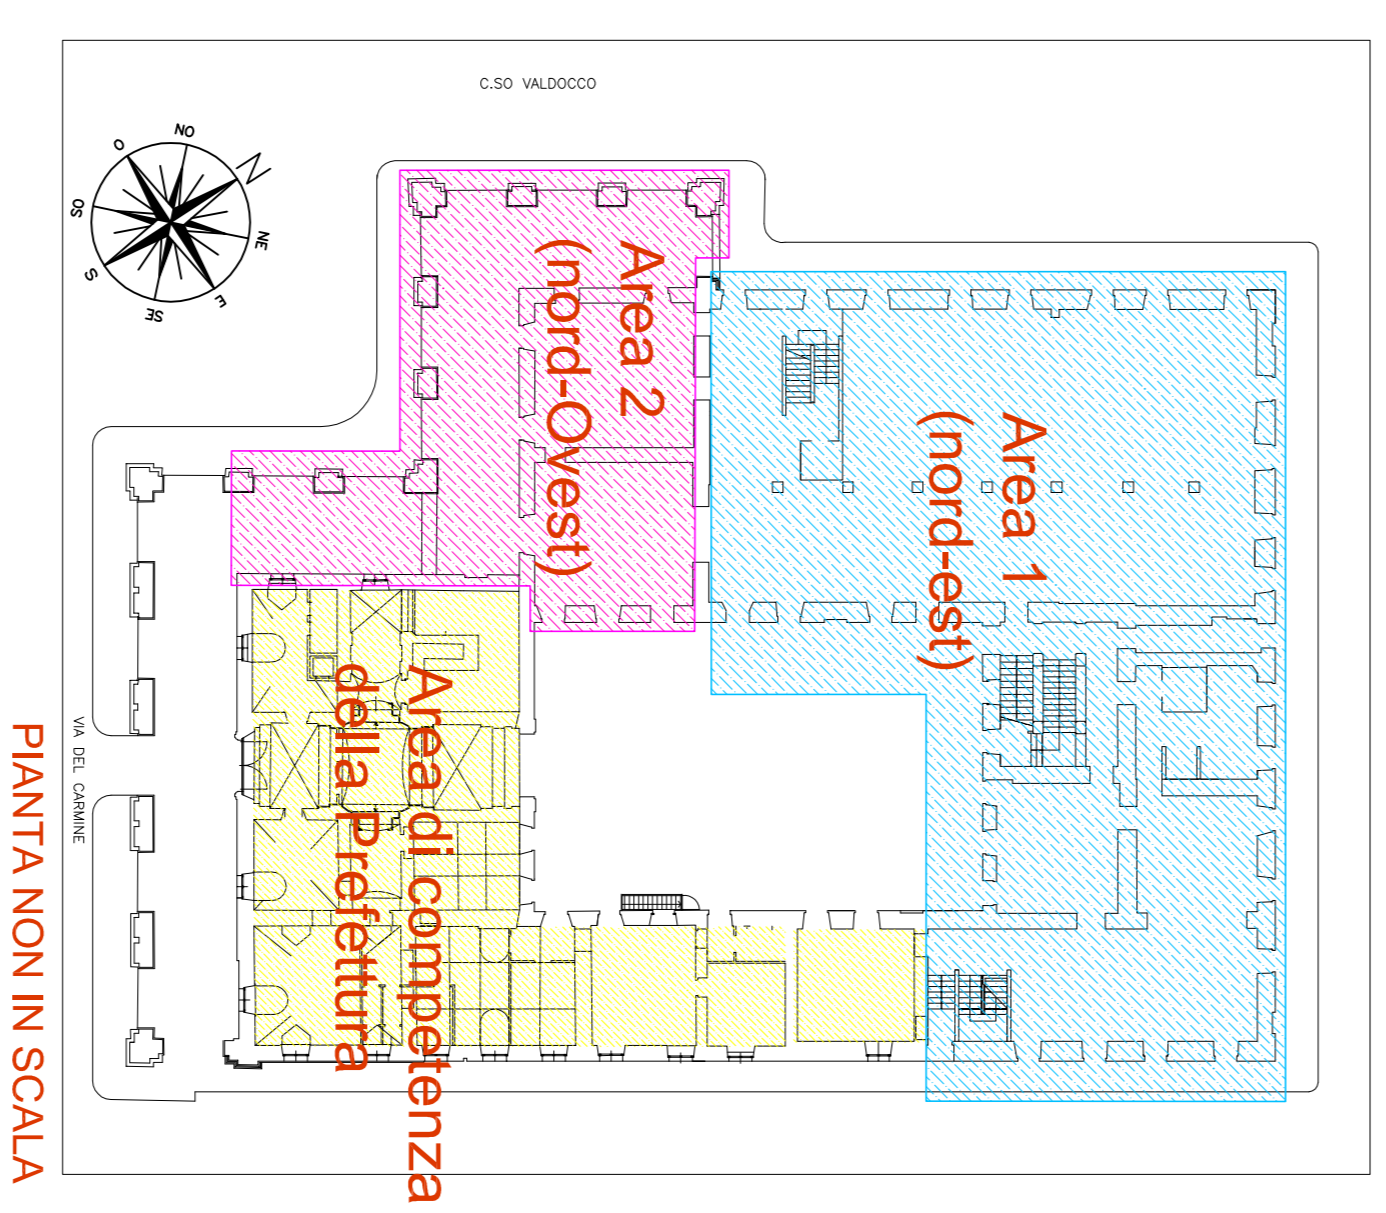 C.SO VALDOCCO
NO
O
N
OS
NE
S
E
SE
Area 2
(nord-Ovest)
Area 1
(nord-est)
Area di competenza
della Prefettura
VIA DEL CARMINE
PIANTA NON IN SCALA